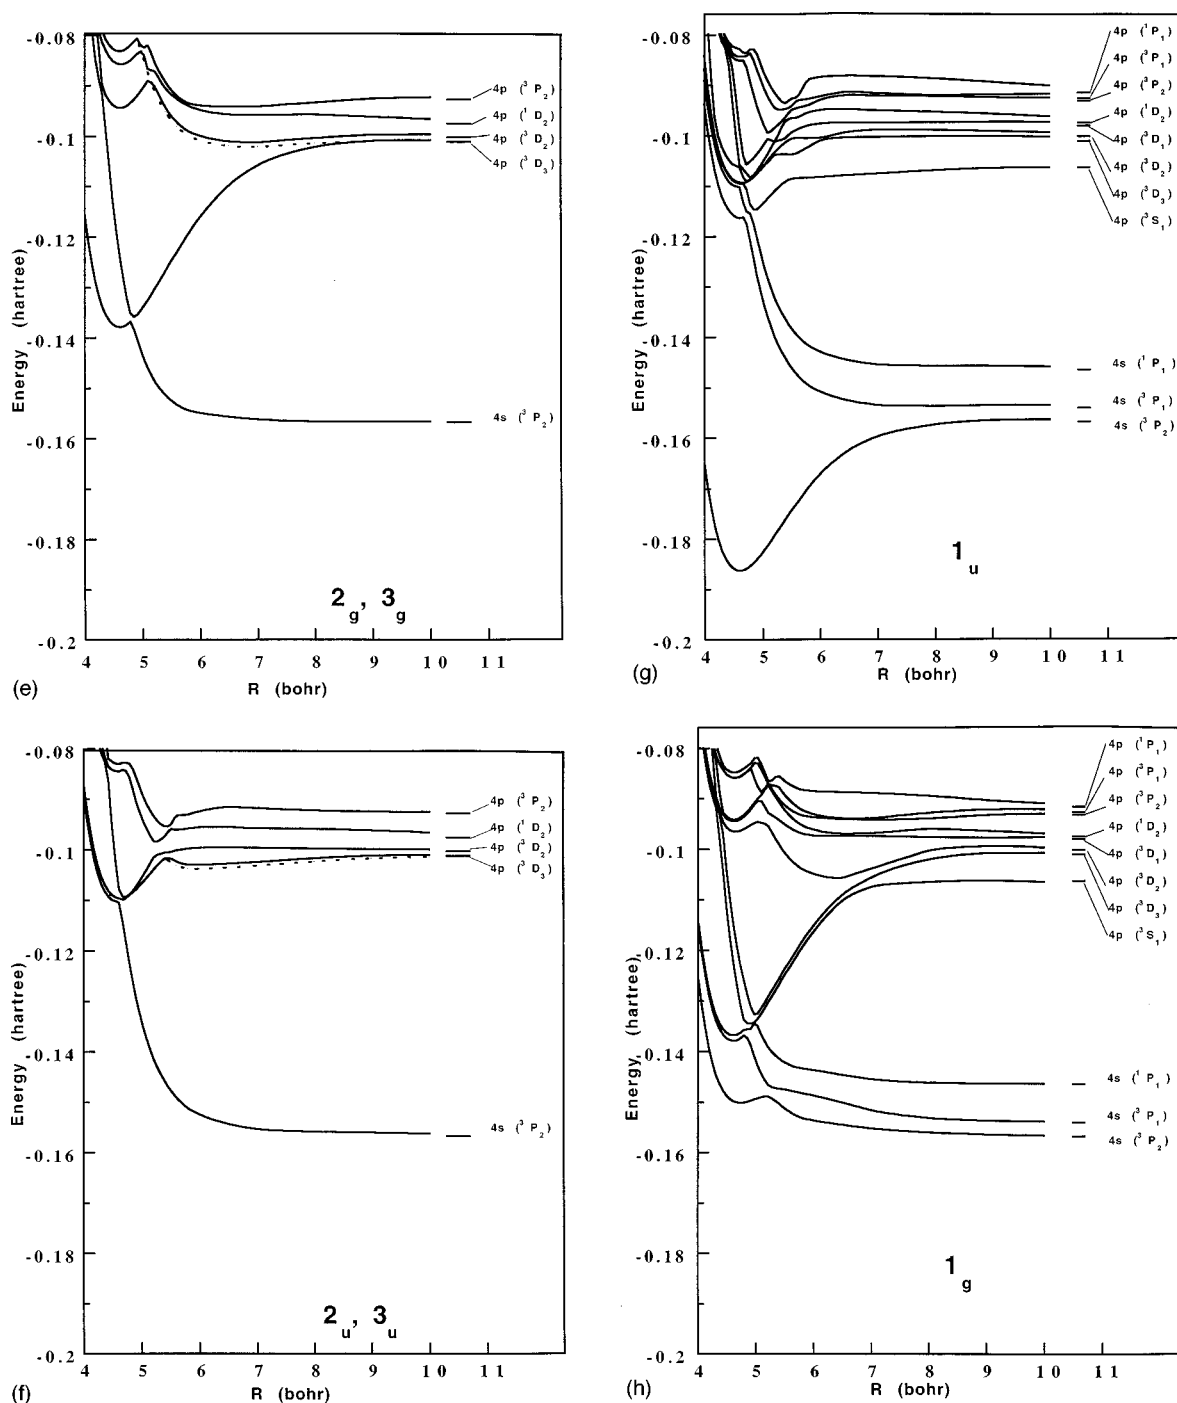 -0.08
-0.1
-0.12
-0.14
-0.16
-0.18
-0.2
Energy (hartree)
4p (³P₂)
4p (¹D₂)
4p (³D₂)
4p (³D₃)
4s (³P₂)
2g, 3g
4 5 6 7 8 9 10 11
R (bohr)
(e)
-0.08
-0.1
-0.12
-0.14
-0.16
-0.18
-0.2
Energy (hartree)
4p (¹P₁)
4p (³P₁)
4p (³P₂)
4p (¹D₂)
4p (³D₁)
4p (³D₂)
4p (³D₃)
4p (³S₁)
4s (¹P₁)
4s (³P₁)
4s (³P₂)
1u
4 5 6 7 8 9 10 11
R (bohr)
(g)
-0.08
-0.1
-0.12
-0.14
-0.16
-0.18
-0.2
Energy (hartree)
4p (³P₂)
4p (¹D₂)
4p (³D₂)
4p (³D₃)
4s (³P₂)
2u, 3u
4 5 6 7 8 9 10 11
R (bohr)
(f)
-0.08
-0.1
-0.12
-0.14
-0.16
-0.18
-0.2
Energy (hartree)
4p (¹P₁)
4p (³P₁)
4p (³P₂)
4p (¹D₂)
4p (³D₁)
4p (³D₂)
4p (³D₃)
4p (³S₁)
4s (¹P₁)
4s (³P₁)
4s (³P₂)
1g
4 5 6 7 8 9 10 11
R (bohr)
(h)